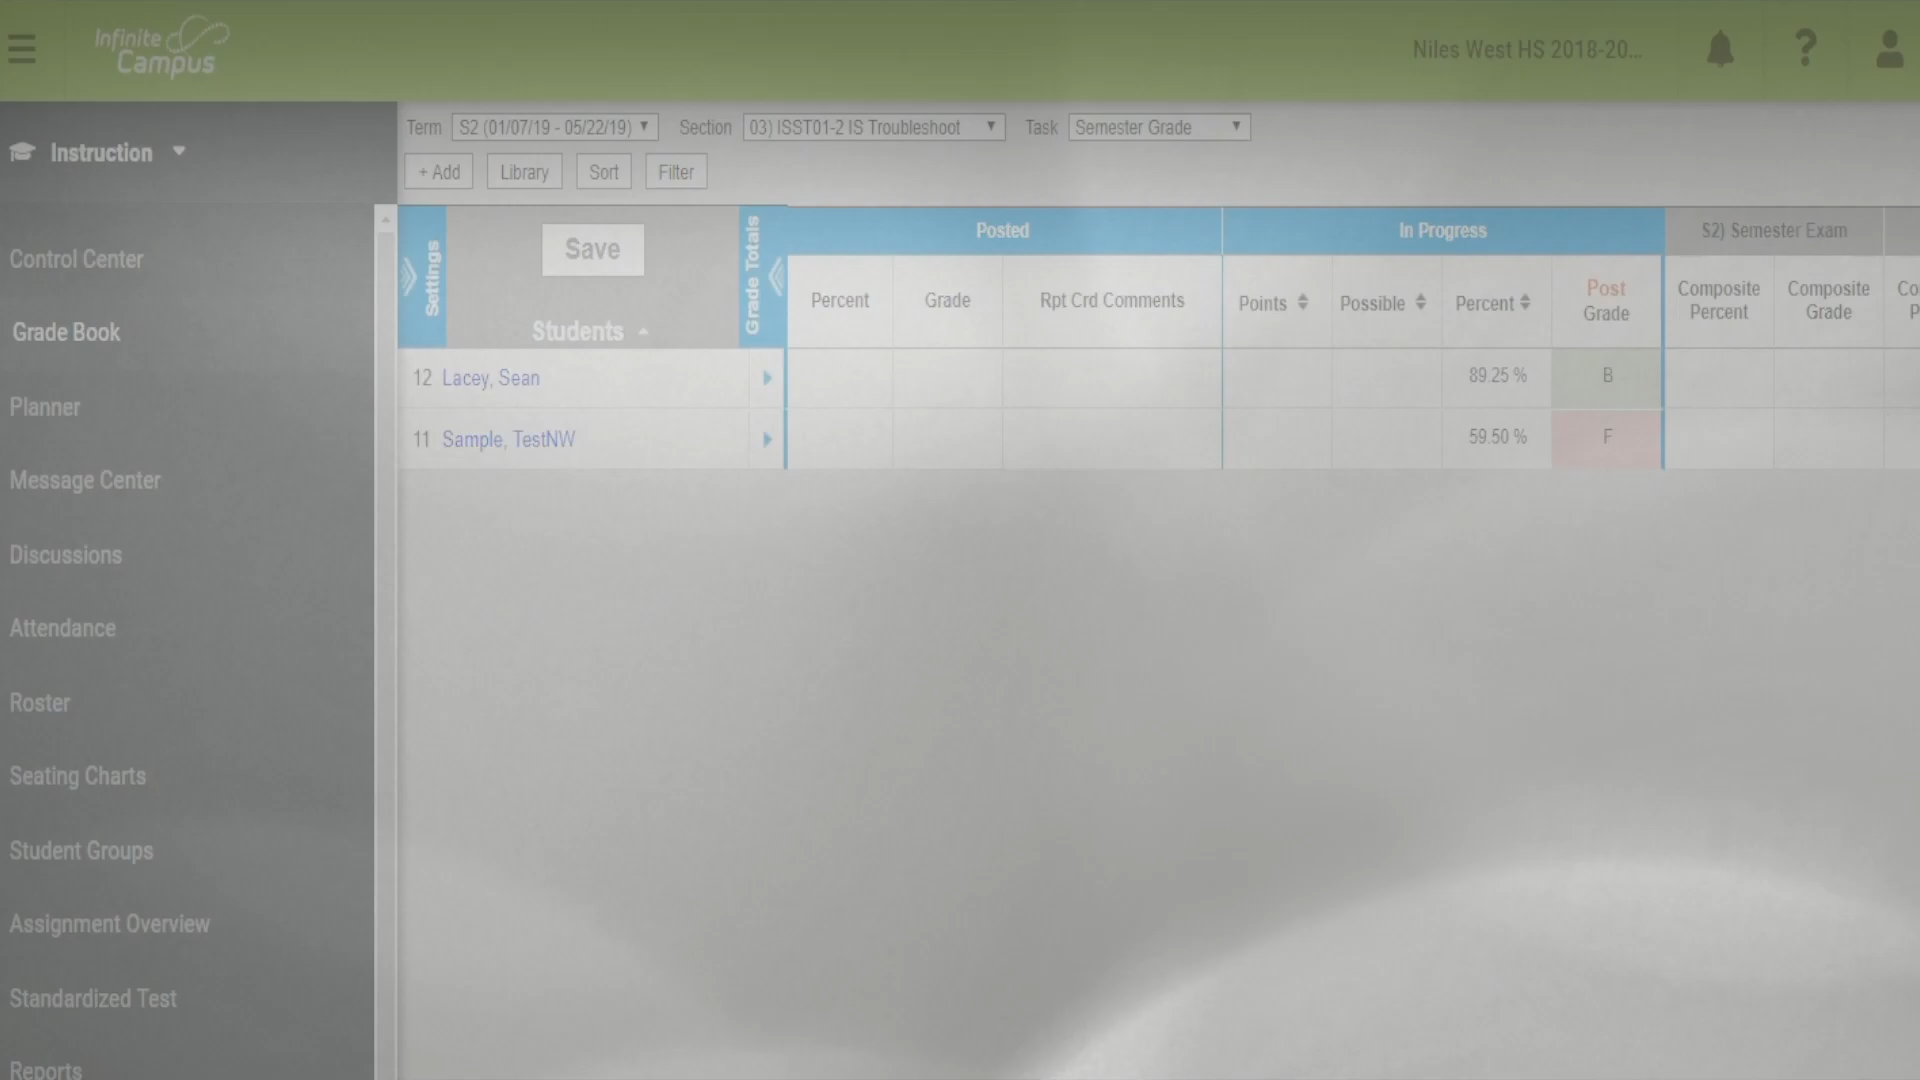 Infinite Campus
Niles West HS 2018-20...
Instruction
Term S2 (01/07/19 - 05/22/19) Section 03) ISST01-2 IS Troubleshoot Task Semester Grade
+ Add Library Sort Filter
Control Center
Grade Book
Planner
Message Center
Discussions
Attendance
Roster
Seating Charts
Student Groups
Assignment Overview
Standardized Test
Reports
Settings
Save
Students
Grade Totals
Posted In Progress S2) Semester Exam
Percent Grade Rpt Crd Comments Points Possible Percent Post Grade Composite Percent Composite Grade
12 Lacey, Sean 89.25 % B
11 Sample, TestNW 59.50 % F